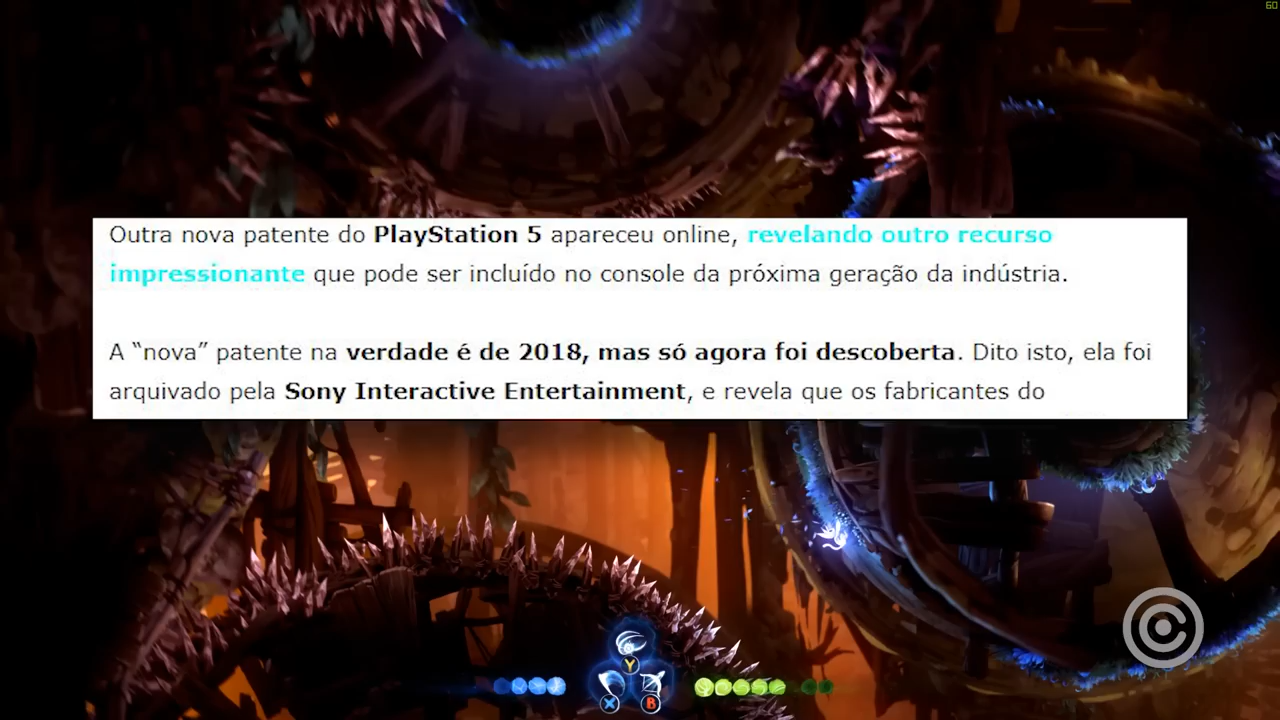 60
Outra nova patente do PlayStation 5 apareceu online, revelando outro recurso
impressionante que pode ser incluído no console da próxima geração da indústria.
A “nova” patente na verdade é de 2018, mas só agora foi descoberta. Dito isto, ela foi
arquivado pela Sony Interactive Entertainment, e revela que os fabricantes do
Y
X B